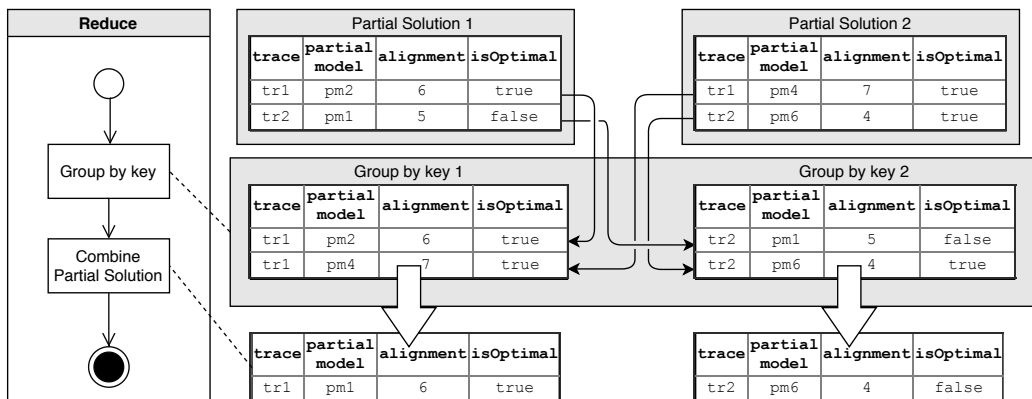 Reduce
Group by key
Combine
Partial Solution
Partial Solution 1
trace partial model alignment isOptimal
tr1 pm2 6 true
tr2 pm1 5 false
Partial Solution 2
trace partial model alignment isOptimal
tr1 pm4 7 true
tr2 pm6 4 true
Group by key 1
trace partial model alignment isOptimal
tr1 pm2 6 true
tr1 pm4 7 true
Group by key 2
trace partial model alignment isOptimal
tr2 pm1 5 false
tr2 pm6 4 true
trace partial model alignment isOptimal
tr1 pm1 6 true
trace partial model alignment isOptimal
tr2 pm6 4 false